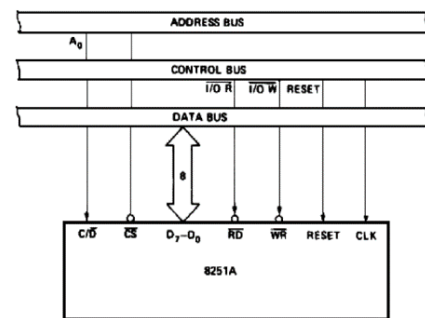 ADDRESS BUS
A₀
CONTROL BUS
I/O R I/O W RESET
DATA BUS
8
C/D CS D₇–D₀ RD WR RESET CLK
8251A